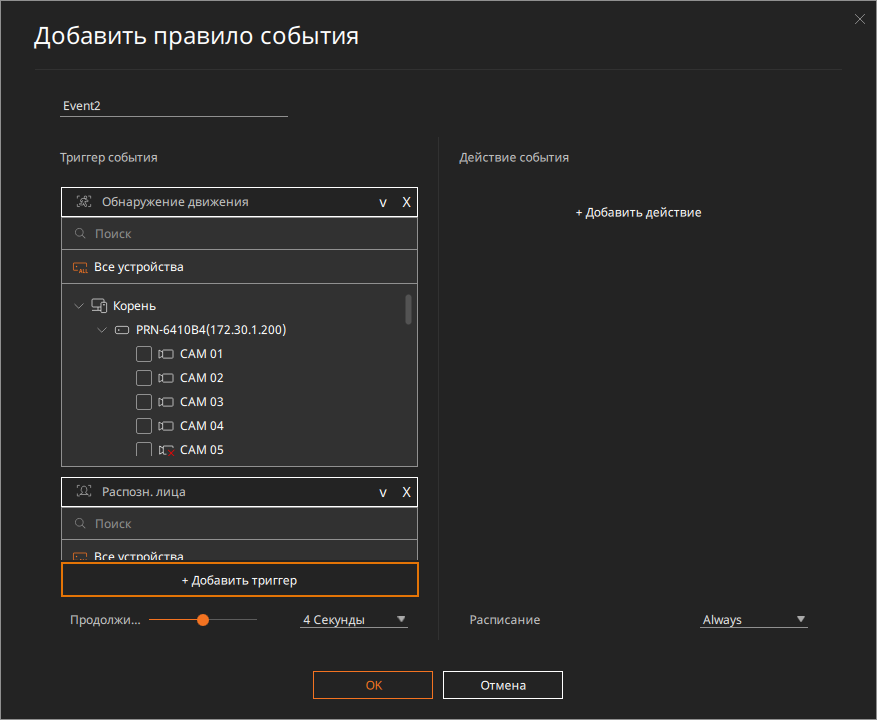 Добавить правило события
Event2
Триггер события
Обнаружение движения v X
Поиск
ALL Все устройства
Корень
PRN-6410B4(172.30.1.200)
CAM 01
CAM 02
CAM 03
CAM 04
CAM 05
Распозн. лица v X
Поиск
Все устройства
+ Добавить триггер
Продолжи... 4 Секунды
Действие события
+ Добавить действие
Расписание Always
OK Отмена